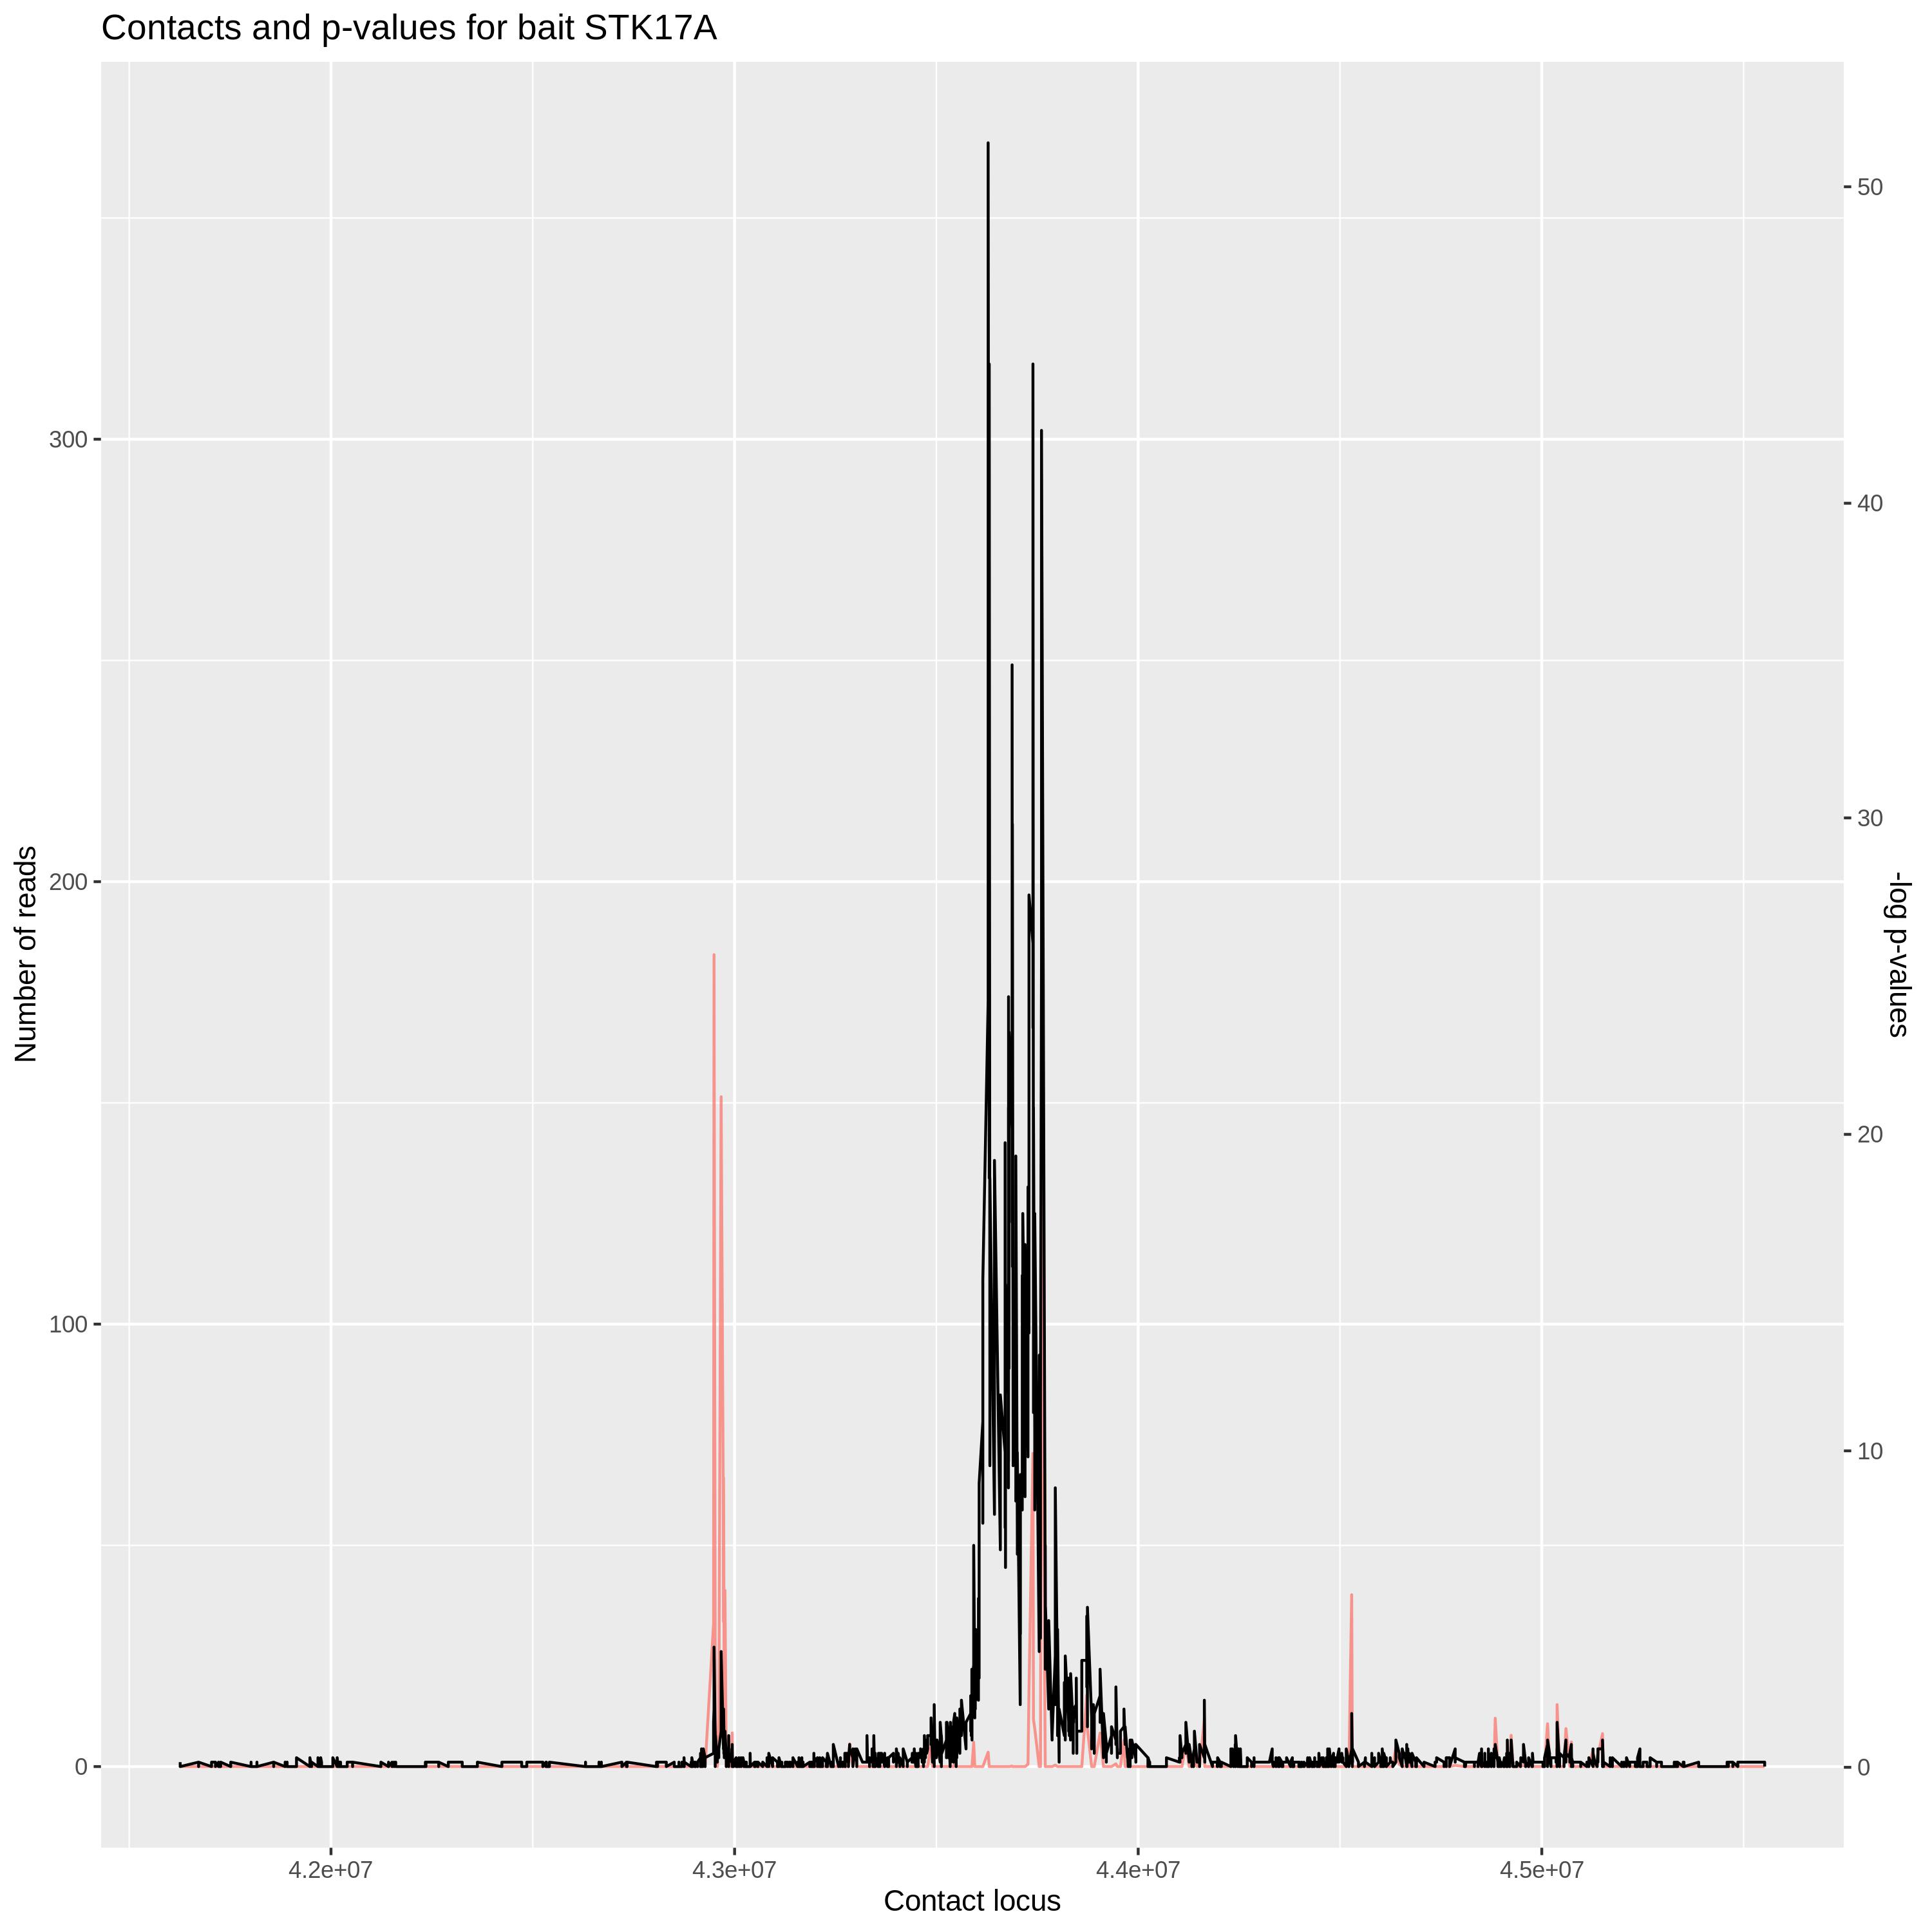 Contacts and p-values for bait STK17A
Number of reads
300
200
100
0
50
40
30
20
10
0
-log p-values
4.2e+07
4.3e+07
4.4e+07
4.5e+07
Contact locus